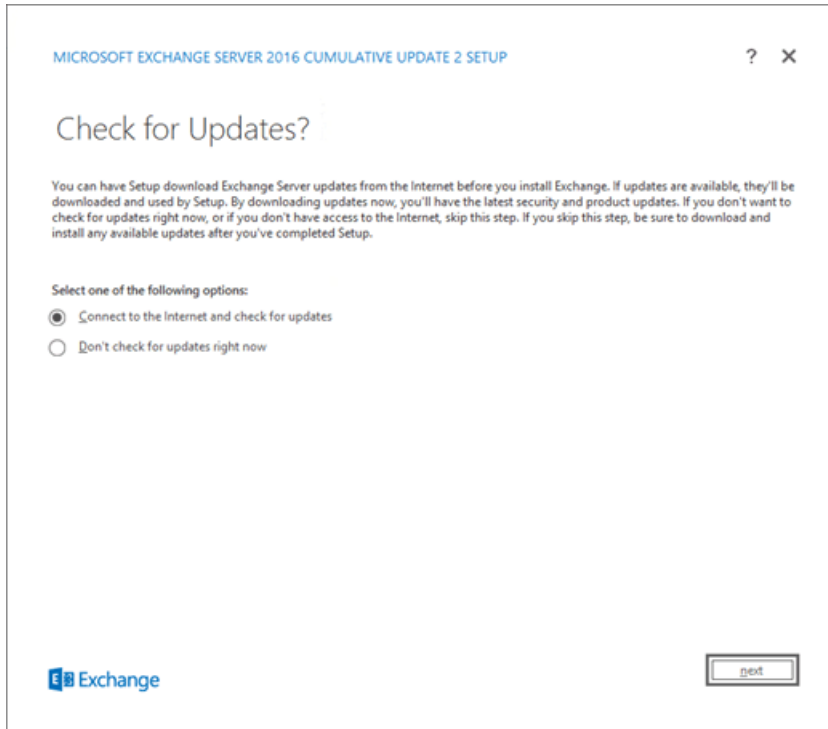 MICROSOFT EXCHANGE SERVER 2016 CUMULATIVE UPDATE 2 SETUP
?
Check for Updates?
You can have Setup download Exchange Server updates from the Internet before you install Exchange. If updates are available, they'll be
downloaded and used by Setup. By downloading updates now, you'll have the latest security and product updates. If you don't want to
check for updates right now, or if you don't have access to the Internet, skip this step. If you skip this step, be sure to download and
install any available updates after you've completed Setup.
Select one of the following options:
Connect to the Internet and check for updates
Don't check for updates right now
E Exchange
next